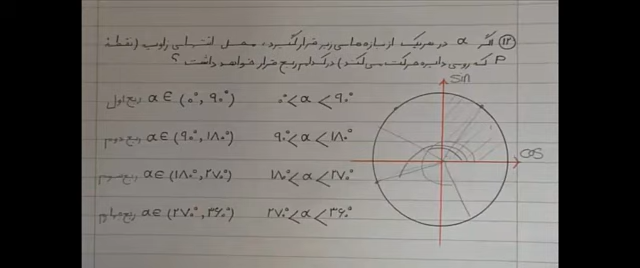 ۱۲) اگر α در هریک از بازه‌های زیر قرار گیرد، محل انتهایی زاویه (نقطه
P که روی دایره حرکت می‌کند) در کدام ربع قرار خواهد داشت؟
sin
ربع اول α ∈ (۰°, ۹۰°) ۰° < α < ۹۰°
ربع دوم α ∈ (۹۰°, ۱۸۰°) ۹۰° < α < ۱۸۰°
cos
ربع سوم α ∈ (۱۸۰°, ۲۷۰°) ۱۸۰° < α < ۲۷۰°
ربع چهارم α ∈ (۲۷۰°, ۳۶۰°) ۲۷۰° < α < ۳۶۰°